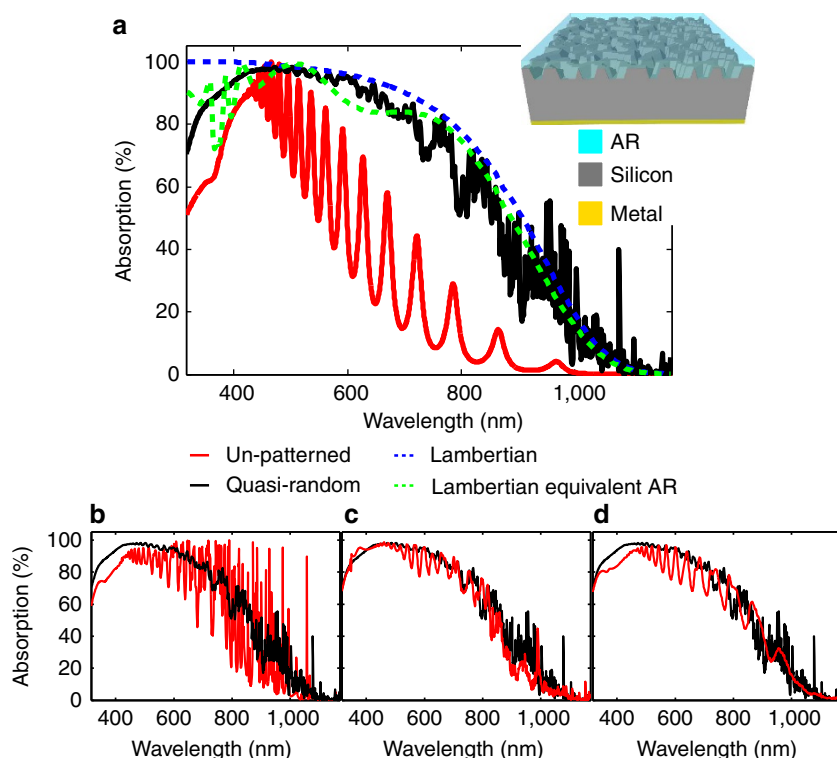 a
100
80
60
40
20
0
Absorption (%)
400
600
800
1,000
Wavelength (nm)
AR
Silicon
Metal
Un-patterned
Lambertian
Quasi-random
Lambertian equivalent AR
b
c
d
100
80
60
40
20
0
Absorption (%)
400 600 800 1,000
400 600 800 1,000
400 600 800 1,000
Wavelength (nm)
Wavelength (nm)
Wavelength (nm)